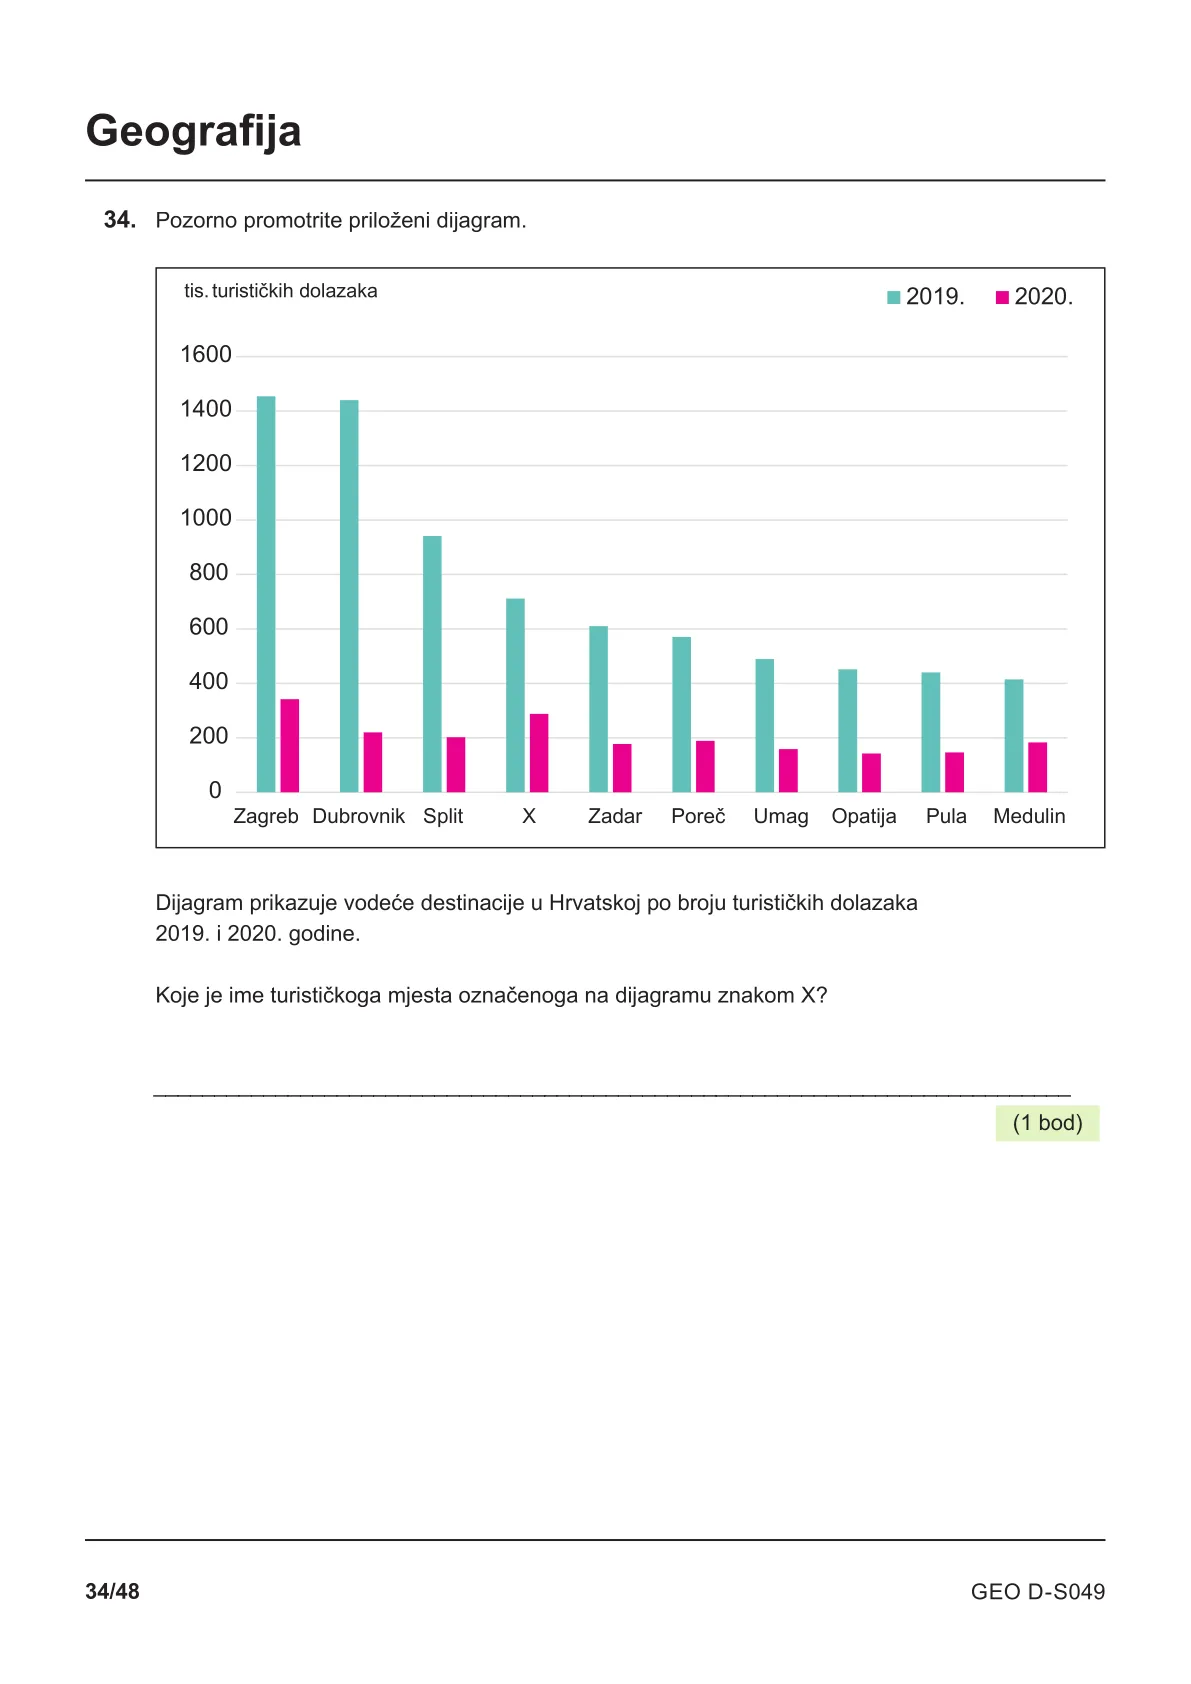 Geografija
34. Pozorno promotrite priloženi dijagram.
tis. turističkih dolazaka
2019. 2020.
1600
1400
1200
1000
800
600
400
200
0
Zagreb Dubrovnik Split X Zadar Poreč Umag Opatija Pula Medulin
Dijagram prikazuje vodeće destinacije u Hrvatskoj po broju turističkih dolazaka
2019. i 2020. godine.
Koje je ime turističkoga mjesta označenoga na dijagramu znakom X?
(1 bod)
34/48
GEO D-S049